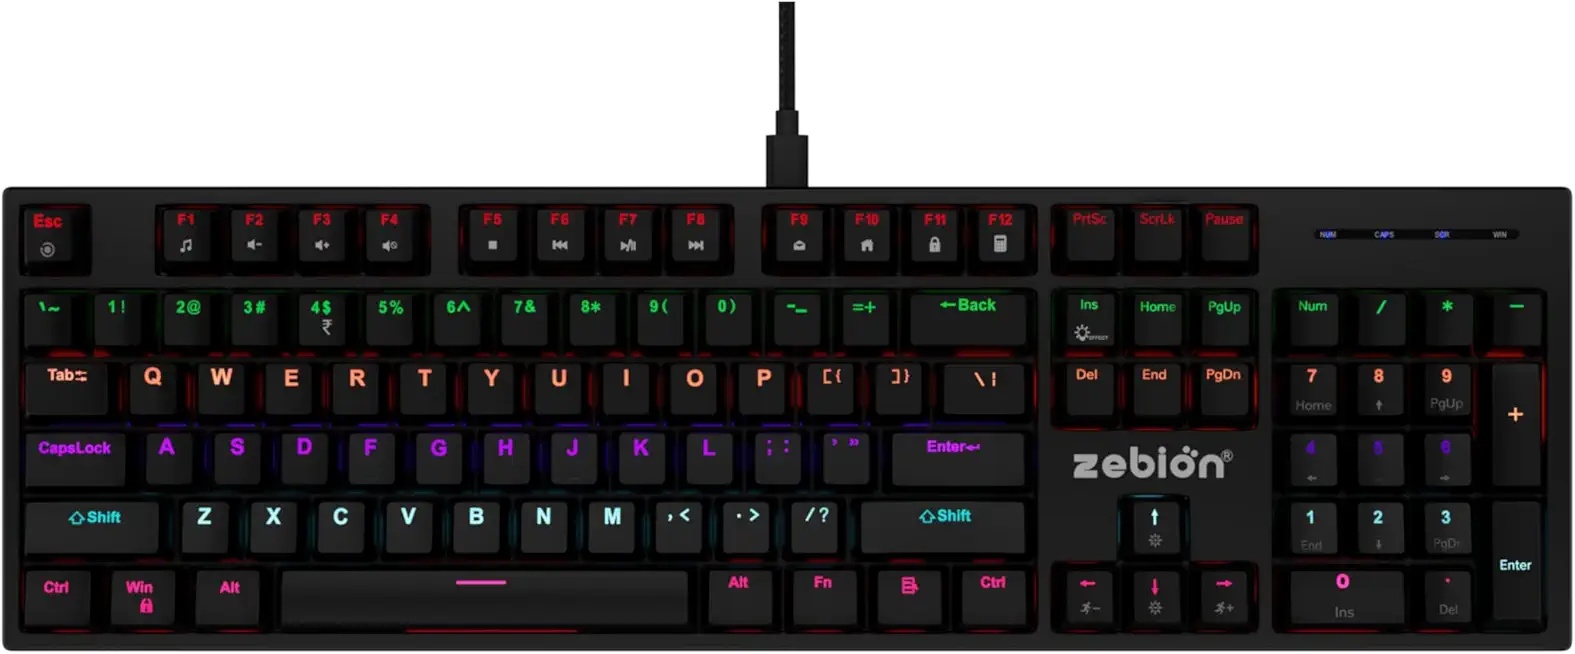 Esc F1 F2 F3 F4 F5 F6 F7 F8 F9 F10 F11 F12 PrtSc ScrLk Pause
NUM CAPS SCR WIN
\~ 1! 2@ 3# 4$ 5% 6^ 7& 8* 9( 0) -_ =+ ←Back Ins Home PgUp Num / * −
₹ EFFECT
Tab Q W E R T Y U I O P [{ ]} \| Del End PgDn 7 8 9 +
Home ↑ PgUp
CapsLock A S D F G H J K L ;: '" Enter↵ zebion® 4 5 6
← →
⇧Shift Z X C V B N M ,< .> /? ⇧Shift ↑ 1 2 3 Enter
End ↓ PgDn
Ctrl Win Alt Alt Fn Ctrl ← ↓ → 0 .
Ins Del